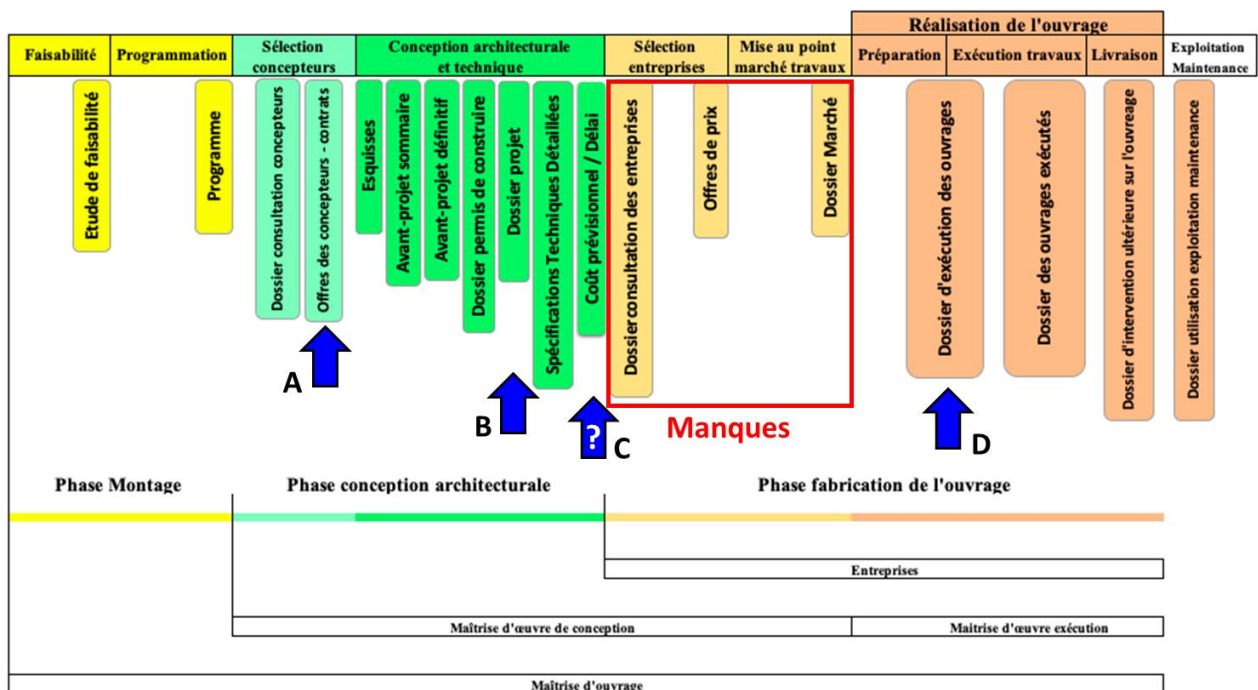 Réalisation de l'ouvrage
Faisabilité
Programmation
Sélection
concepteurs
Conception architecturale
et technique
Sélection
entreprises
Mise au point
marché travaux
Préparation
Exécution travaux
Livraison
Exploitation
Maintenance
Etude de faisabilité
Programme
Dossier consultation concepteurs
Offres des concepteurs - contrats
Esquisses
Avant-projet sommaire
Avant-projet définitif
Dossier permis de construire
Dossier projet
Spécifications Techniques Détaillées
Coût prévisionnel / Délai
Dossierconsultation des entreprises
Offres de prix
Dossier Marché
Dossier d'exécution des ouvrages
Dossier des ouvrages exécutés
Dossier d'intervention ultérieure sur l'ouvreage
Dossier utilisation exploitation maintenance
A
B
?
C
Manques
D
Phase Montage
Phase conception architecturale
Phase fabrication de l'ouvrage
Entreprises
Maîtrise d'œuvre de conception
Maitrise d'œuvre exécution
Maîtrise d'ouvrage